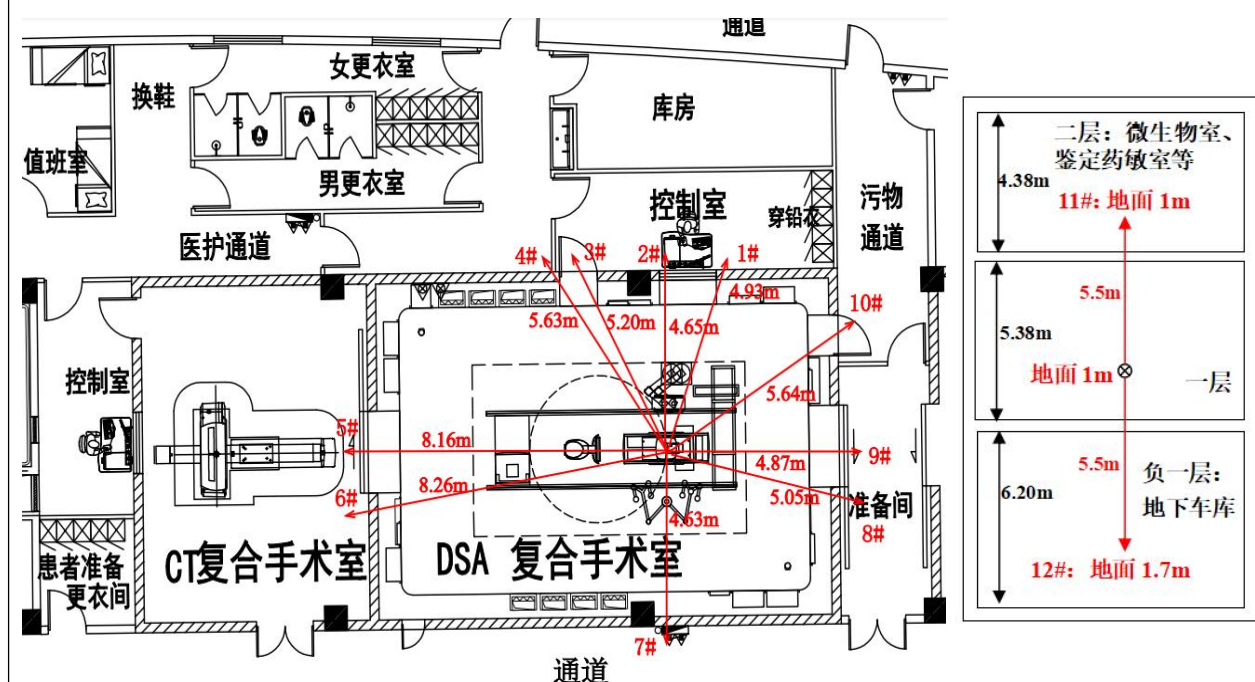 通道
女更衣室
换鞋
库房
值班室
男更衣室
控制室
穿铅衣
污物
通道
医护通道
4#
3#
2#
1#
4.93m
10#
5.63m
5.20m
4.65m
控制室
5.64m
5#
8.16m
4.87m
9#
6#
8.26m
5.05m
4.63m
准备间
8#
患者准备
更衣间
CT复合手术室
DSA 复合手术室
7#
通道
二层：微生物室、
鉴定药敏室等
4.38m
11#: 地面 1m
5.5m
5.38m
地面 1m
一层
5.5m
6.20m
负一层：
地下车库
12#: 地面 1.7m